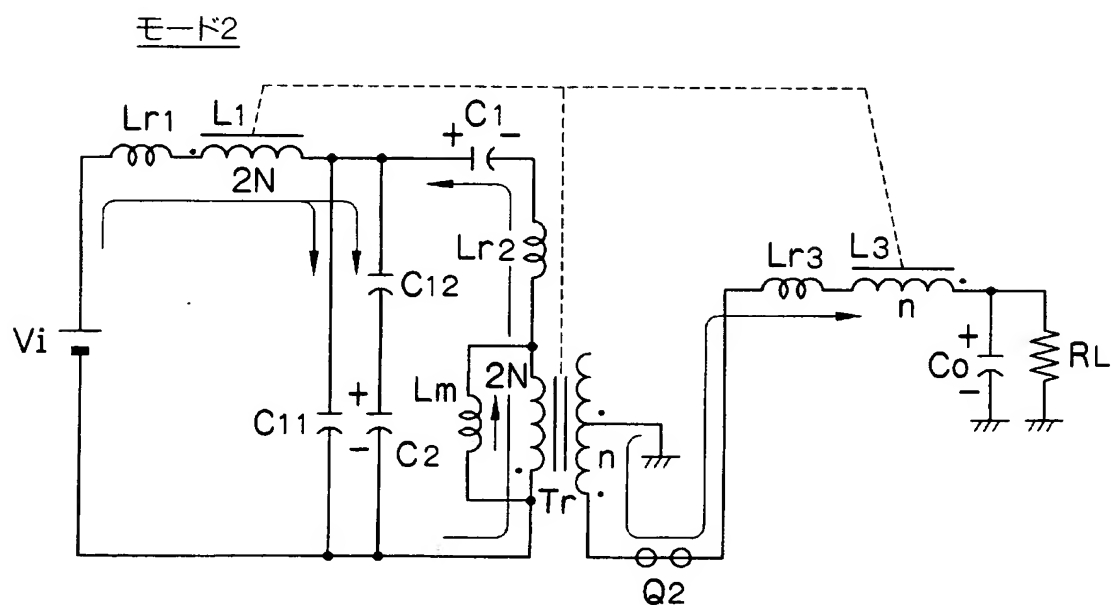 モード2
Lr1
L1
2N
+ C1 -
Lr2
C12
Vi
C11
+
-
C2
Lm
2N
Tr
n
Q2
Lr3
L3
n
+
Co
-
RL